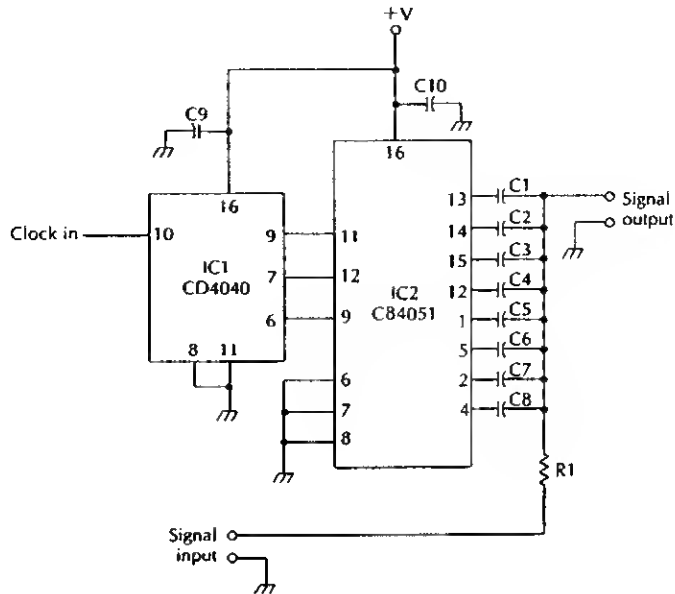 +V
C9
C10
16
16
Clock in
10
9
7
6
IC1
CD4040
8
11
11
12
9
6
7
8
IC2
C84051
13
14
15
12
1
5
2
4
C1
C2
C3
C4
C5
C6
C7
C8
Signal
output
R1
Signal
input